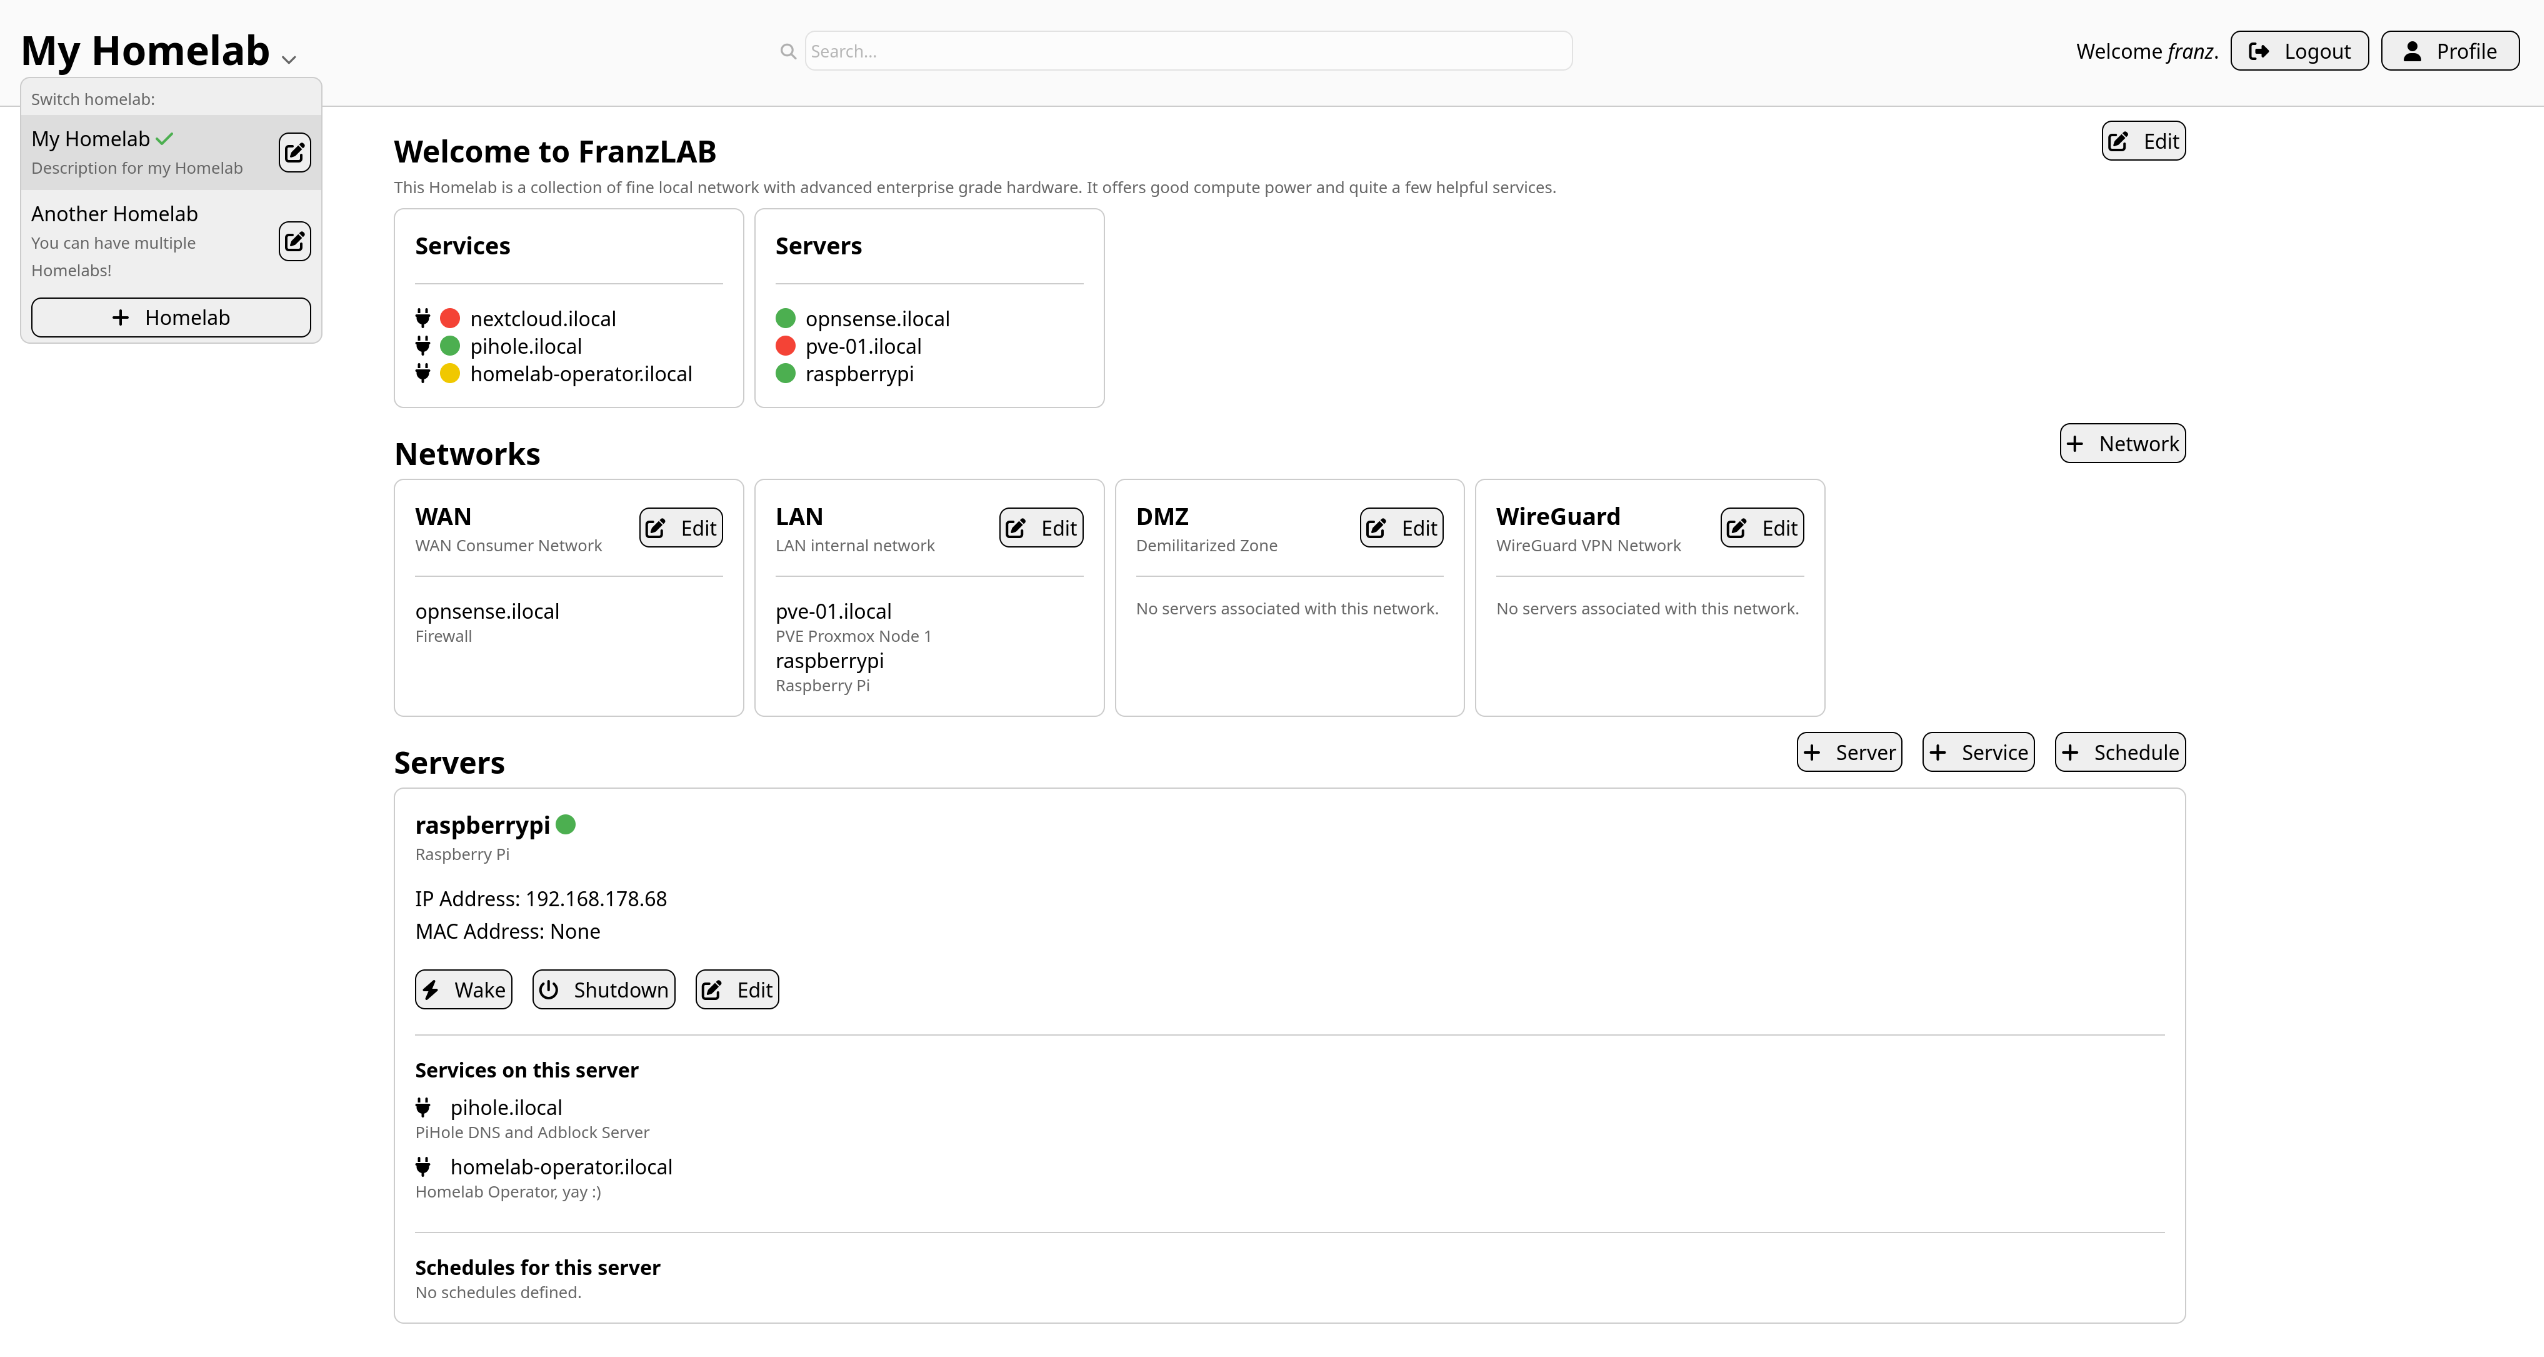 My Homelab
Search...
Welcome franz.
Logout
Profile
Switch homelab:
My Homelab
Description for my Homelab
Another Homelab
You can have multiple
Homelabs!
Homelab
Welcome to FranzLAB
Edit
This Homelab is a collection of fine local network with advanced enterprise grade hardware. It offers good compute power and quite a few helpful services.
Services
nextcloud.ilocal
pihole.ilocal
homelab-operator.ilocal
Servers
opnsense.ilocal
pve-01.ilocal
raspberrypi
Networks
Network
WAN
WAN Consumer Network
Edit
opnsense.ilocal
Firewall
LAN
LAN internal network
Edit
pve-01.ilocal
PVE Proxmox Node 1
raspberrypi
Raspberry Pi
DMZ
Demilitarized Zone
Edit
No servers associated with this network.
WireGuard
WireGuard VPN Network
Edit
No servers associated with this network.
Servers
Server
Service
Schedule
raspberrypi
Raspberry Pi
IP Address: 192.168.178.68
MAC Address: None
Wake
Shutdown
Edit
Services on this server
pihole.ilocal
PiHole DNS and Adblock Server
homelab-operator.ilocal
Homelab Operator, yay :)
Schedules for this server
No schedules defined.